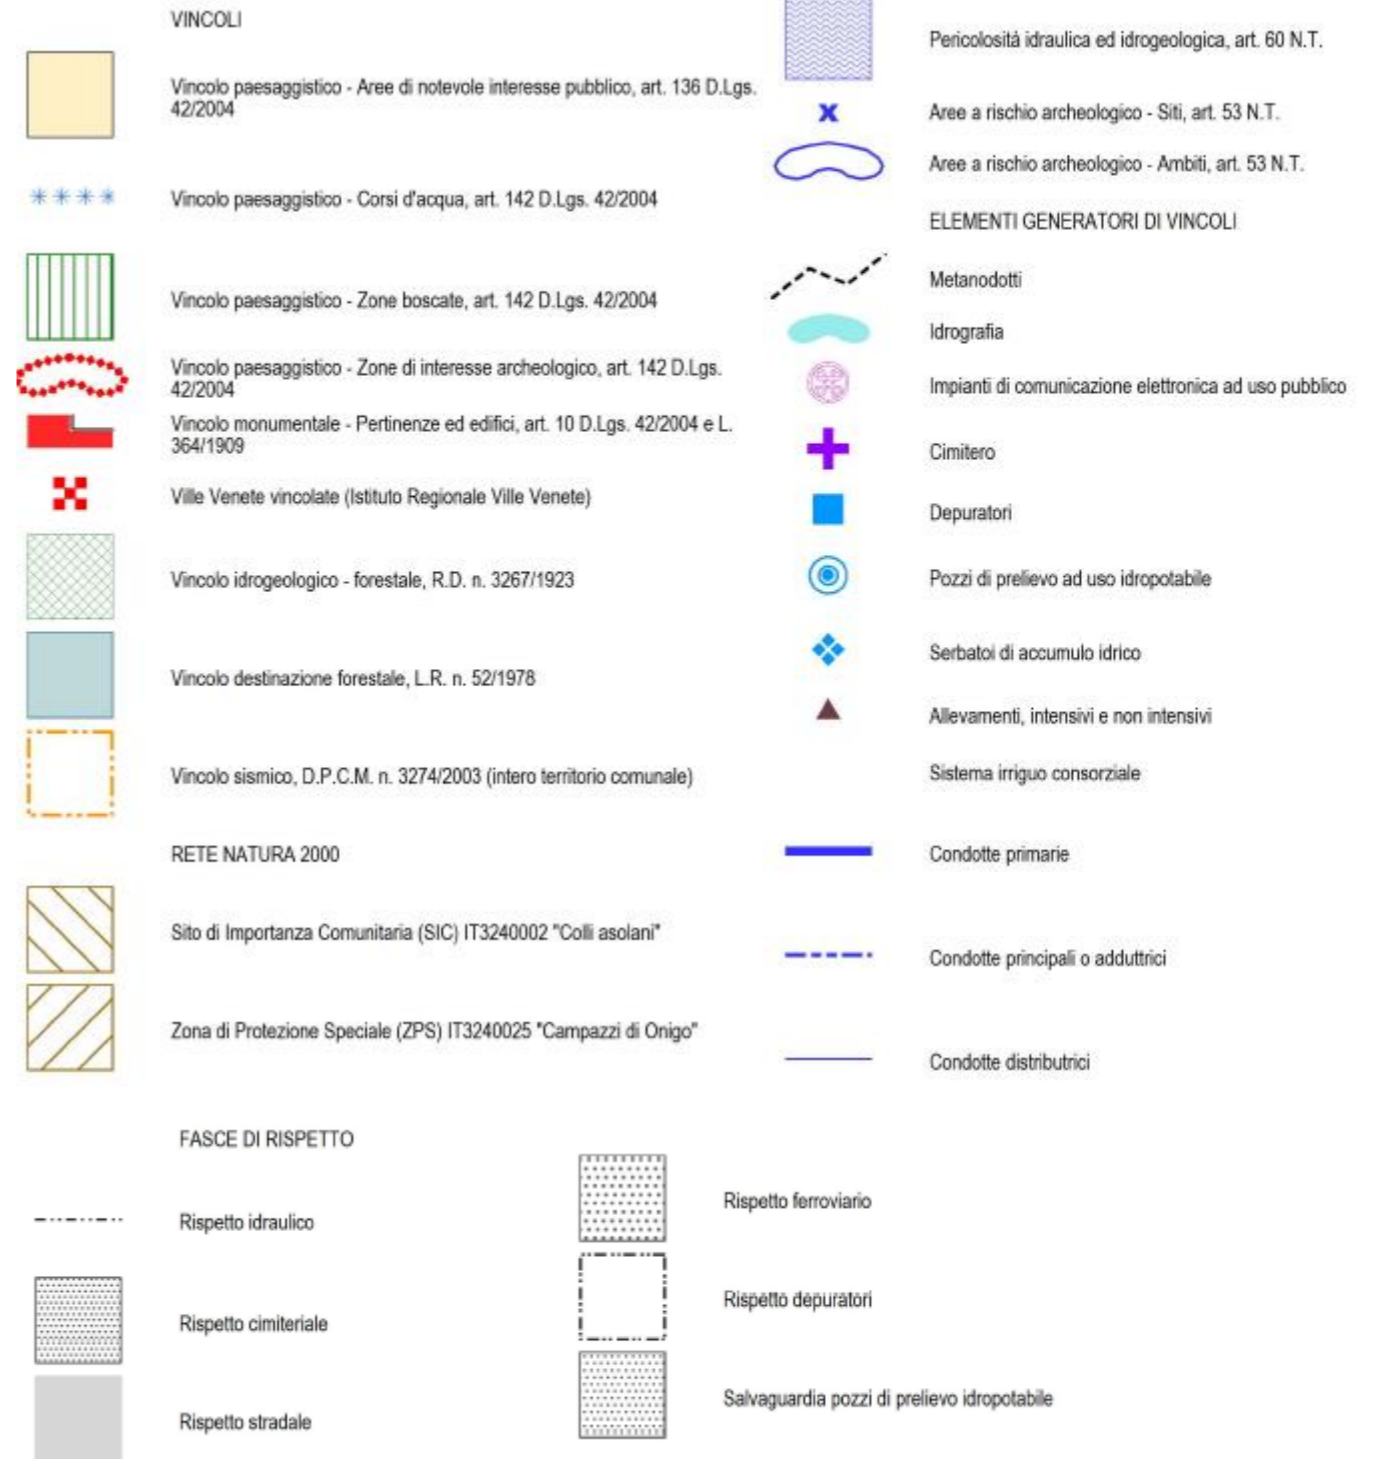 VINCOLI
Vincolo paesaggistico - Aree di notevole interesse pubblico, art. 136 D.Lgs.
42/2004
Vincolo paesaggistico - Corsi d'acqua, art. 142 D.Lgs. 42/2004
Vincolo paesaggistico - Zone boscate, art. 142 D.Lgs. 42/2004
Vincolo paesaggistico - Zone di interesse archeologico, art. 142 D.Lgs.
42/2004
Vincolo monumentale - Pertinenze ed edifici, art. 10 D.Lgs. 42/2004 e L.
364/1909
Ville Venete vincolate (Istituto Regionale Ville Venete)
Vincolo idrogeologico - forestale, R.D. n. 3267/1923
Vincolo destinazione forestale, L.R. n. 52/1978
Vincolo sismico, D.P.C.M. n. 3274/2003 (intero territorio comunale)
RETE NATURA 2000
Sito di Importanza Comunitaria (SIC) IT3240002 "Colli asolani"
Zona di Protezione Speciale (ZPS) IT3240025 "Campazzi di Onigo"
Pericolosità idraulica ed idrogeologica, art. 60 N.T.
Aree a rischio archeologico - Siti, art. 53 N.T.
Aree a rischio archeologico - Ambiti, art. 53 N.T.
ELEMENTI GENERATORI DI VINCOLI
Metanodotti
Idrografia
Impianti di comunicazione elettronica ad uso pubblico
Cimitero
Depuratori
Pozzi di prelievo ad uso idropotabile
Serbatoi di accumulo idrico
Allevamenti, intensivi e non intensivi
Sistema irriguo consorziale
Condotte primarie
Condotte principali o adduttrici
Condotte distributrici
FASCE DI RISPETTO
Rispetto idraulico
Rispetto cimiteriale
Rispetto stradale
Rispetto ferroviario
Rispetto depuratori
Salvaguardia pozzi di prelievo idropotabile